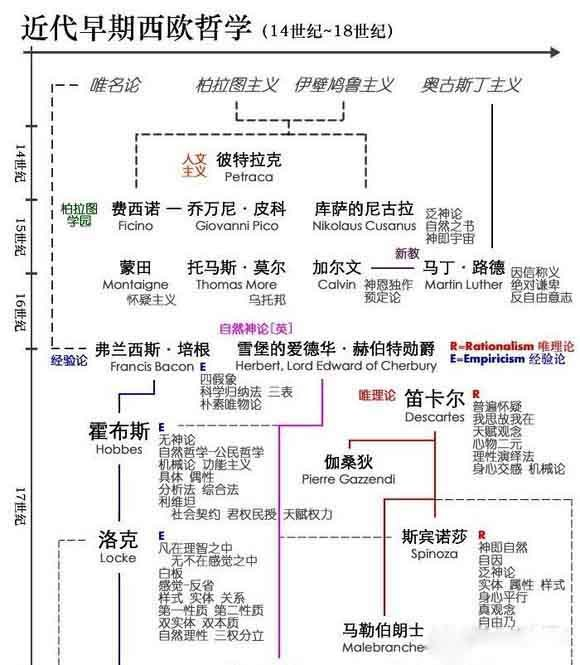 近代早期西欧哲学 (14世纪~18世纪)
唯名论 柏拉图主义 伊壁鸠鲁主义 奥古斯丁主义
14世纪
人文
主义
彼特拉克
Petraca
15世纪
柏拉图
学园
费西诺 — 乔万尼·皮科 库萨的尼古拉
Ficino Giovanni Pico Nikolaus Cusanus
泛神论
自然之书
神即宇宙
16世纪
蒙田 托马斯·莫尔 加尔文 新教 马丁·路德
Montaigne Thomas More Calvin Martin Luther
怀疑主义 乌托邦
神恩独作
预定论
因信称义
绝对谦卑
反自由意志
自然神论[英]
经验论
弗兰西斯·培根 雪堡的爱德华·赫伯特勋爵
Francis Bacon Herbert, Lord Edward of Cherbury
R=Rationalism 唯理论
E=Empiricism 经验论
E
四假象
科学归纳法 三表
朴素唯物论
17世纪
唯理论 笛卡尔 R
Descartes
普遍怀疑
我思故我在
天赋观念
心物二元
理性演绎法
身心交感 机械论
霍布斯 E
Hobbes
无神论
自然哲学-公民哲学
机械论 功能主义
具体 偶性
分析法 综合法
利维坦
社会契约 君权民授 天赋权力
伽桑狄
Pierre Gazzendi
洛克 E
Locke
凡在理智之中
无不在感觉之中
白板
感觉-反省
样式 实体 关系
第一性质 第二性质
双实体 双本质
自然理性 三权分立
斯宾诺莎 R
Spinoza
神即自然
自因
泛神论
实体 属性 样式
身心平行
真观念
自由乃
马勒伯朗士
Malebranche